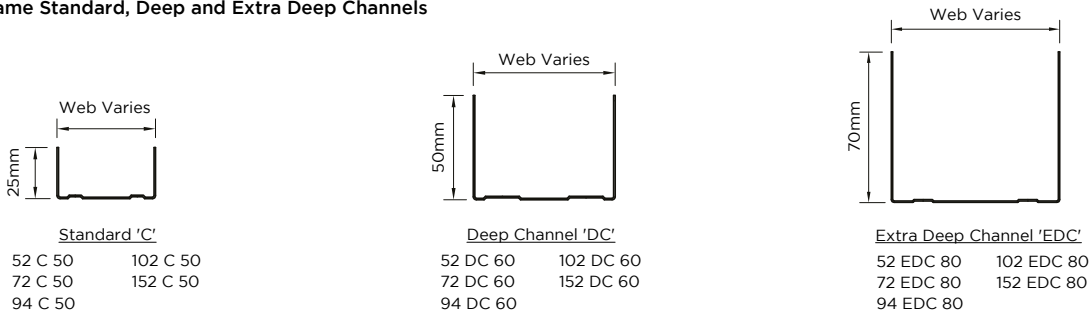 ame Standard, Deep and Extra Deep Channels
Web Varies
25mm
Standard 'C'
52 C 50 102 C 50
72 C 50 152 C 50
94 C 50
Web Varies
50mm
Deep Channel 'DC'
52 DC 60 102 DC 60
72 DC 60 152 DC 60
94 DC 60
Web Varies
70mm
Extra Deep Channel 'EDC'
52 EDC 80 102 EDC 80
72 EDC 80 152 EDC 80
94 EDC 80